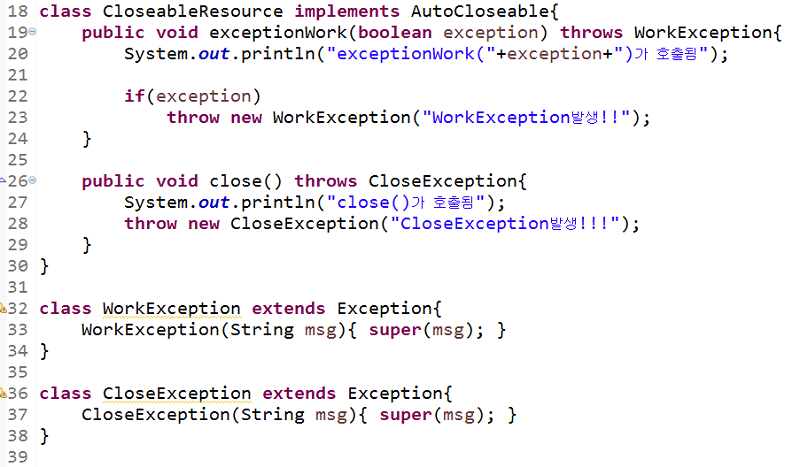 18 class CloseableResource implements AutoCloseable{
19 public void exceptionWork(boolean exception) throws WorkException{
20 System.out.println("exceptionWork("+exception+")가 호출됨");
21
22 if(exception)
23 throw new WorkException("WorkException발생!!");
24 }
25
26 public void close() throws CloseException{
27 System.out.println("close()가 호출됨");
28 throw new CloseException("CloseException발생!!!");
29 }
30 }
31
32 class WorkException extends Exception{
33 WorkException(String msg){ super(msg); }
34 }
35
36 class CloseException extends Exception{
37 CloseException(String msg){ super(msg); }
38 }
39